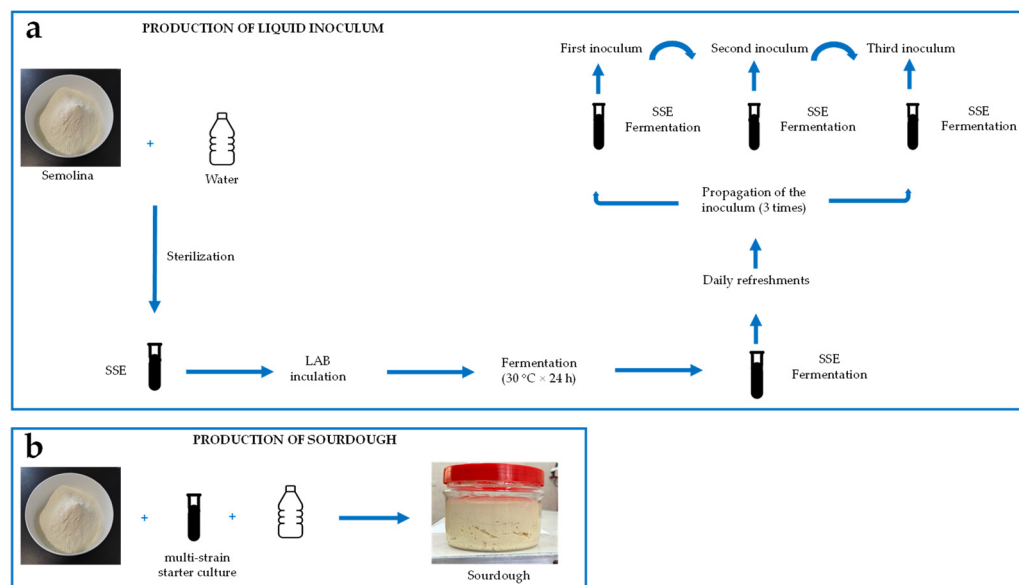 a
PRODUCTION OF LIQUID INOCULUM
Semolina
+
Water
Sterilization
SSE
LAB
inoculation
Fermentation
(30 °C × 24 h)
SSE
Fermentation
Daily refreshments
Propagation of the
inoculum (3 times)
SSE
Fermentation
SSE
Fermentation
SSE
Fermentation
First inoculum
Second inoculum
Third inoculum
b
PRODUCTION OF SOURDOUGH
+
multi-strain
starter culture
+
Sourdough